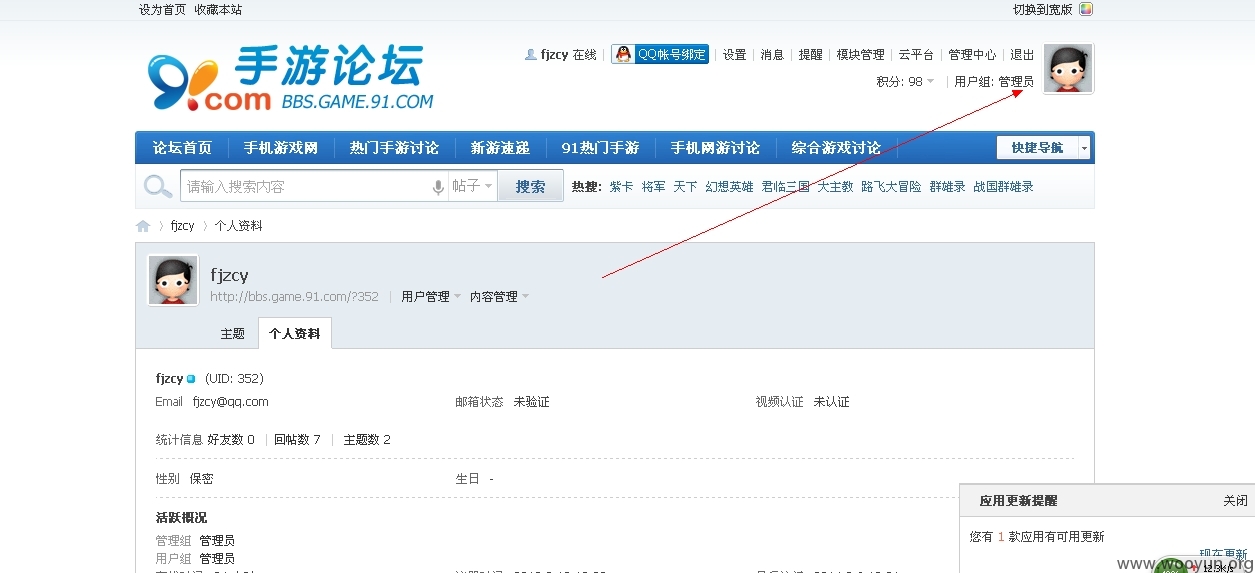 设为首页 收藏本站 切换到宽版
fjzcy 在线 QQ帐号绑定 设置 消息 提醒 模块管理 云平台 管理中心 退出
积分: 98 用户组: 管理员
91.com 手游论坛 BBS.GAME.91.COM
论坛首页 手机游戏网 热门手游讨论 新游速递 91热门手游 手机网游讨论 综合游戏讨论 快捷导航
请输入搜索内容 帖子 搜索 热搜: 紫卡 将军 天下 幻想英雄 君临三国 大主教 路飞大冒险 群雄录 战国群雄录
fjzcy 个人资料
fjzcy
http://bbs.game.91.com/?352 用户管理 内容管理
主题 个人资料
fjzcy (UID: 352)
Email fjzcy@qq.com 邮箱状态 未验证 视频认证 未认证
统计信息 好友数 0 回帖数 7 主题数 2
性别 保密 生日 -
活跃概况
管理组 管理员
用户组 管理员
应用更新提醒 关闭
您有 1 款应用有可用更新
现在更新
www.wooyun.org